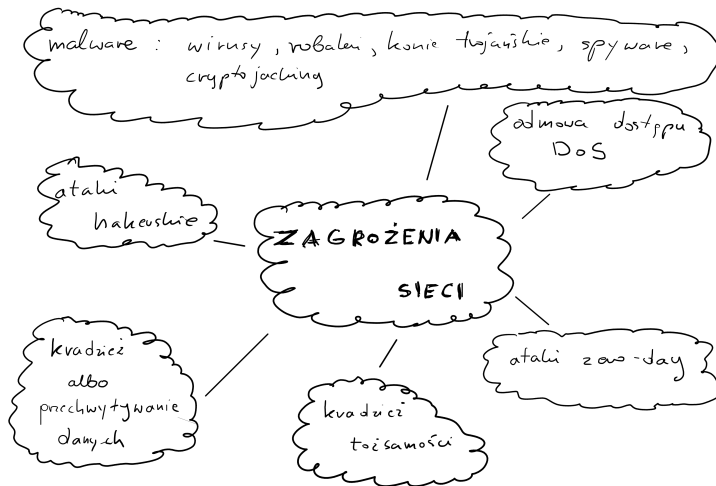 malware : wirusy, robaki, konie trojańskie, spyware,
cryptojacking
odmowa dostępu
DoS
ataki
hakerskie
ZAGROŻENIA
SIECI
kradzież
albo
przechwytywanie
danych
kradzież
tożsamości
ataki zero-day